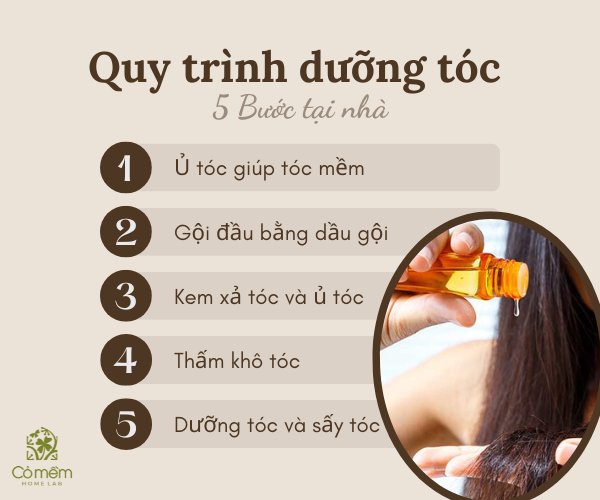 Quy trình dưỡng tóc
5 Bước tại nhà
1 Ủ tóc giúp tóc mềm
2 Gội đầu bằng dầu gội
3 Kem xả tóc và ủ tóc
4 Thấm khô tóc
5 Dưỡng tóc và sấy tóc
Cỏ mềm
HOME LAB